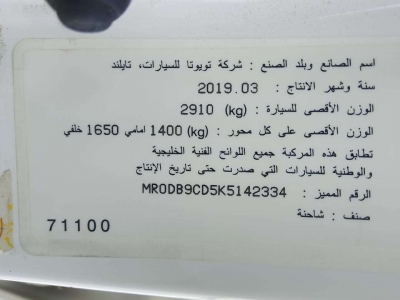 اسم الصانع وبلد الصنع : شركة تويوتا للسيارات، تايلند
سنة وشهر الانتاج : 2019.03
الوزن الأقصى للسيارة : (kg) 2910
الوزن الأقصى على كل محور : (kg) 1400 امامي 1650 خلفي
تطابق هذه المركبة جميع اللوائح الفنية الخليجية
والوطنية للسيارات التي صدرت حتى تاريخ الإنتاج
الرقم المميز : MR0DB9CD5K5142334
صنف : شاحنة
71100